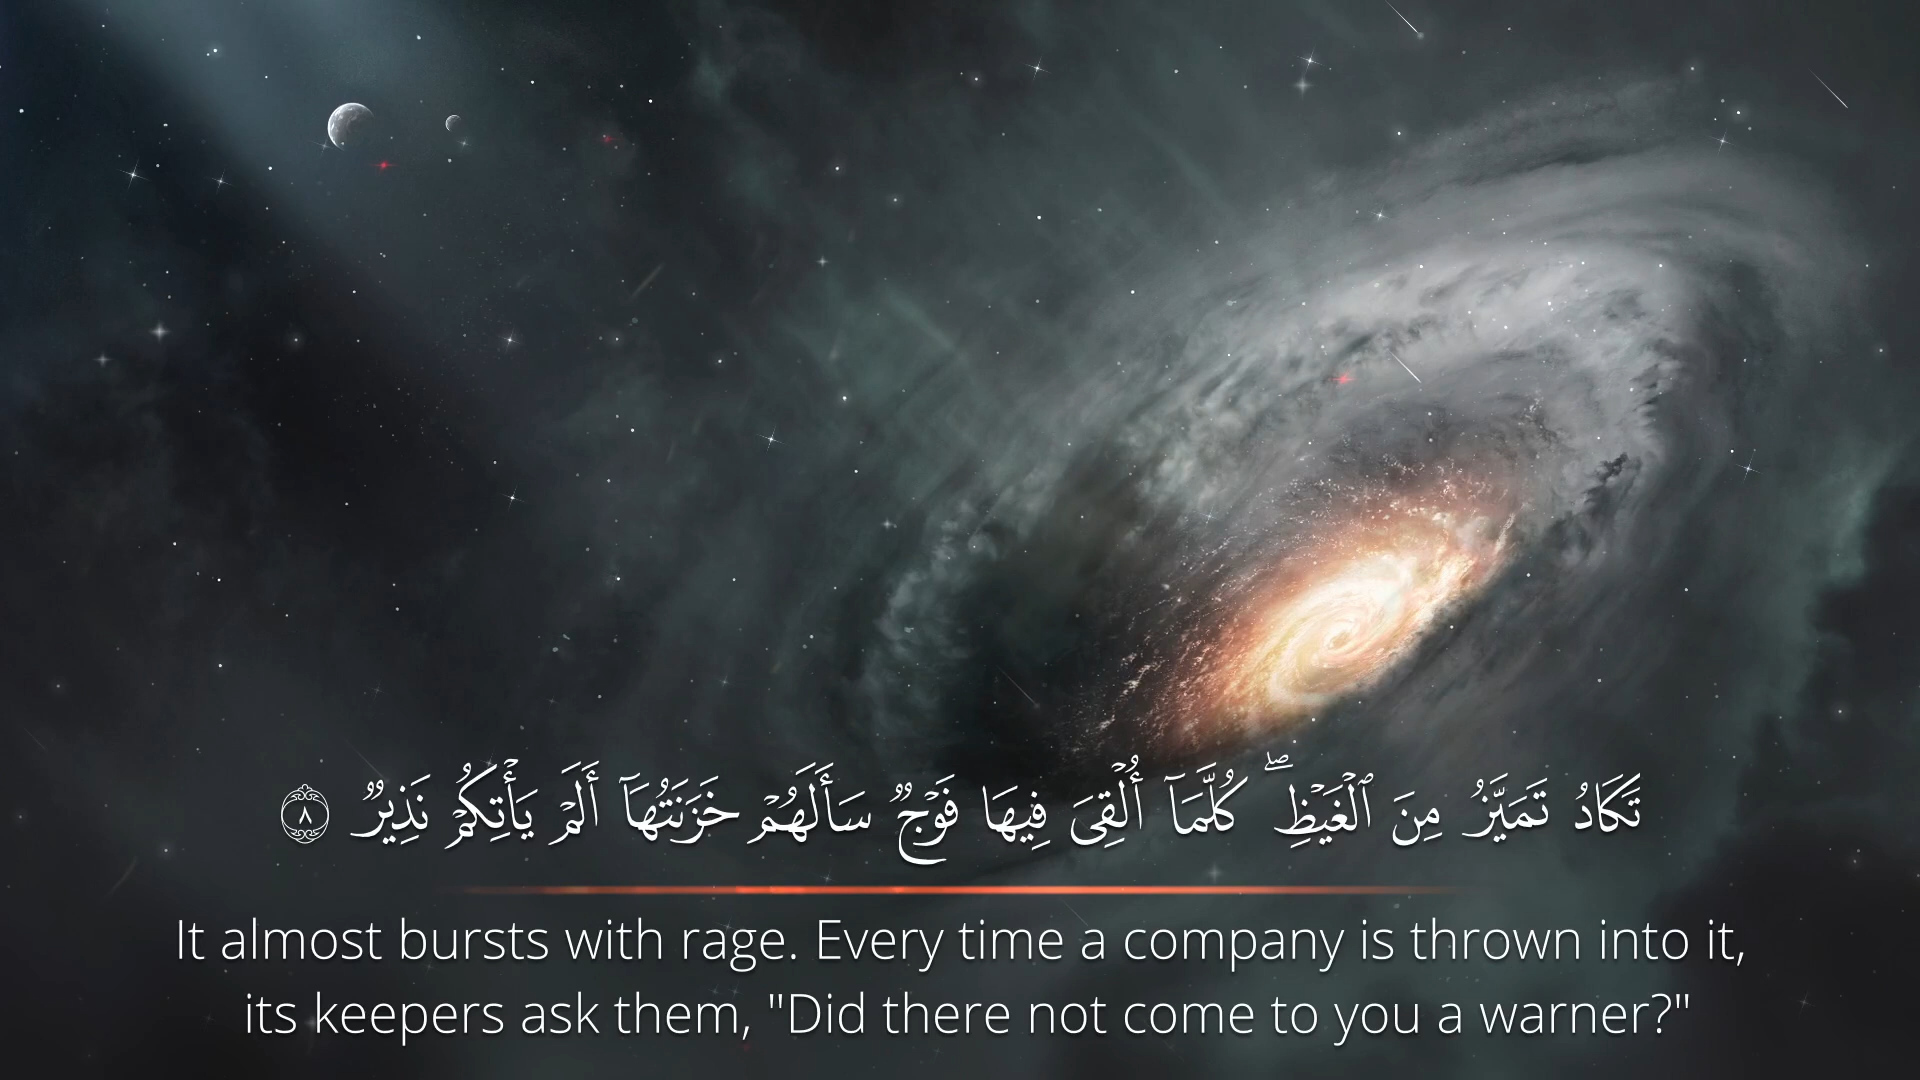 تَكَادُ تَمَيَّزُ مِنَ ٱلْغَيْظِ ۖ كُلَّمَآ أُلْقِىَ فِيهَا فَوْجٌ سَأَلَهُمْ خَزَنَتُهَآ أَلَمْ يَأْتِكُمْ نَذِيرٌ ٨
It almost bursts with rage. Every time a company is thrown into it,
its keepers ask them, "Did there not come to you a warner?"